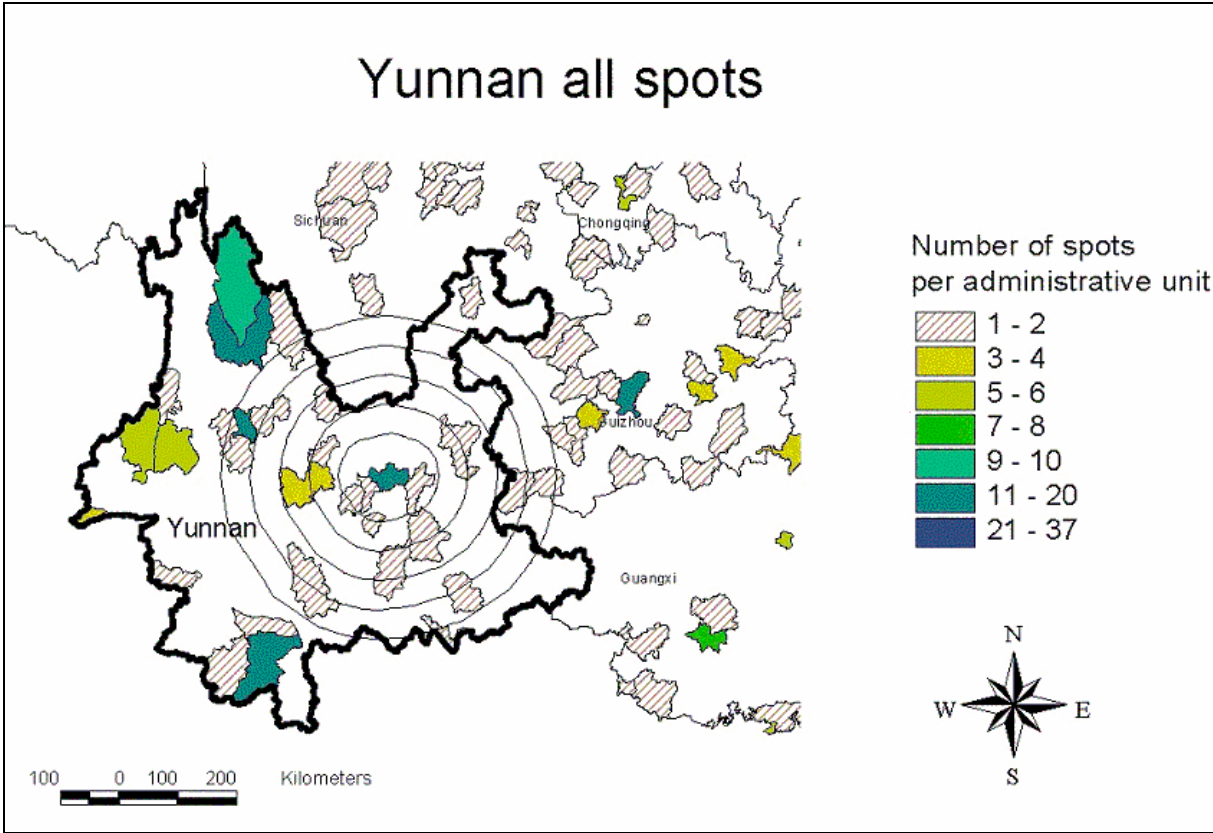 Yunnan all spots
Sichuan
Chongqing
Guizhou
Yunnan
Guangxi
Number of spots
per administrative unit
1 - 2
3 - 4
5 - 6
7 - 8
9 - 10
11 - 20
21 - 37
N
W E
S
100 0 100 200 Kilometers